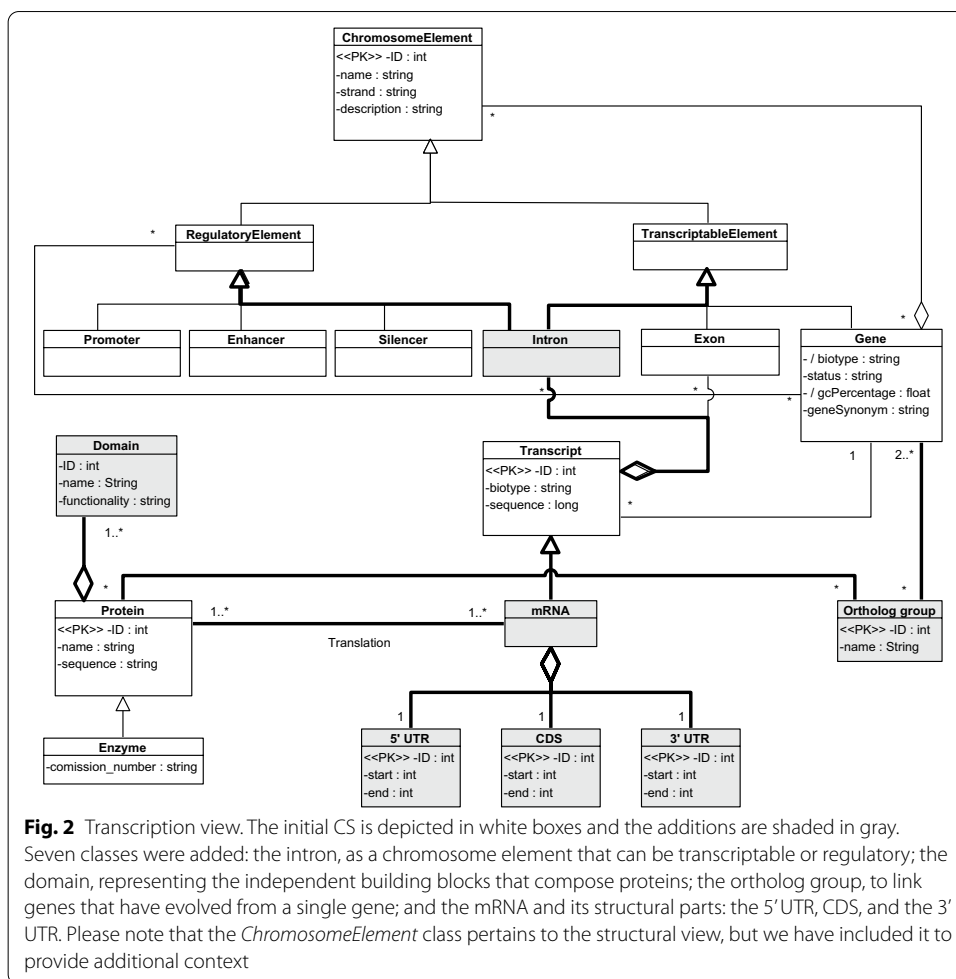 ChromosomeElement
<<PK>> -ID : int
-name : string
-strand : string
-description : string
*
*
RegulatoryElement
TranscriptableElement
*
Promoter
Enhancer
Silencer
Intron
Exon
Gene
- / biotype : string
-status : string
- / gcPercentage : float
-geneSynonym : string
*
*
*
Domain
-ID : int
-name : String
-functionality : string
Transcript
<<PK>> -ID : int
-biotype : string
-sequence : long
1
2..*
*
1..*
*
*
*
Protein
<<PK>> -ID : int
-name : string
-sequence : string
1..*
1..*
Translation
mRNA
Ortholog group
<<PK>> -ID : int
-name : String
1
1
1
Enzyme
-comission_number : string
5' UTR
<<PK>> -ID : int
-start : int
-end : int
CDS
<<PK>> -ID : int
-start : int
-end : int
3' UTR
<<PK>> -ID : int
-start : int
-end : int
Fig. 2 Transcription view. The initial CS is depicted in white boxes and the additions are shaded in gray.
Seven classes were added: the intron, as a chromosome element that can be transcriptable or regulatory; the
domain, representing the independent building blocks that compose proteins; the ortholog group, to link
genes that have evolved from a single gene; and the mRNA and its structural parts: the 5' UTR, CDS, and the 3'
UTR. Please note that the ChromosomeElement class pertains to the structural view, but we have included it to
provide additional context